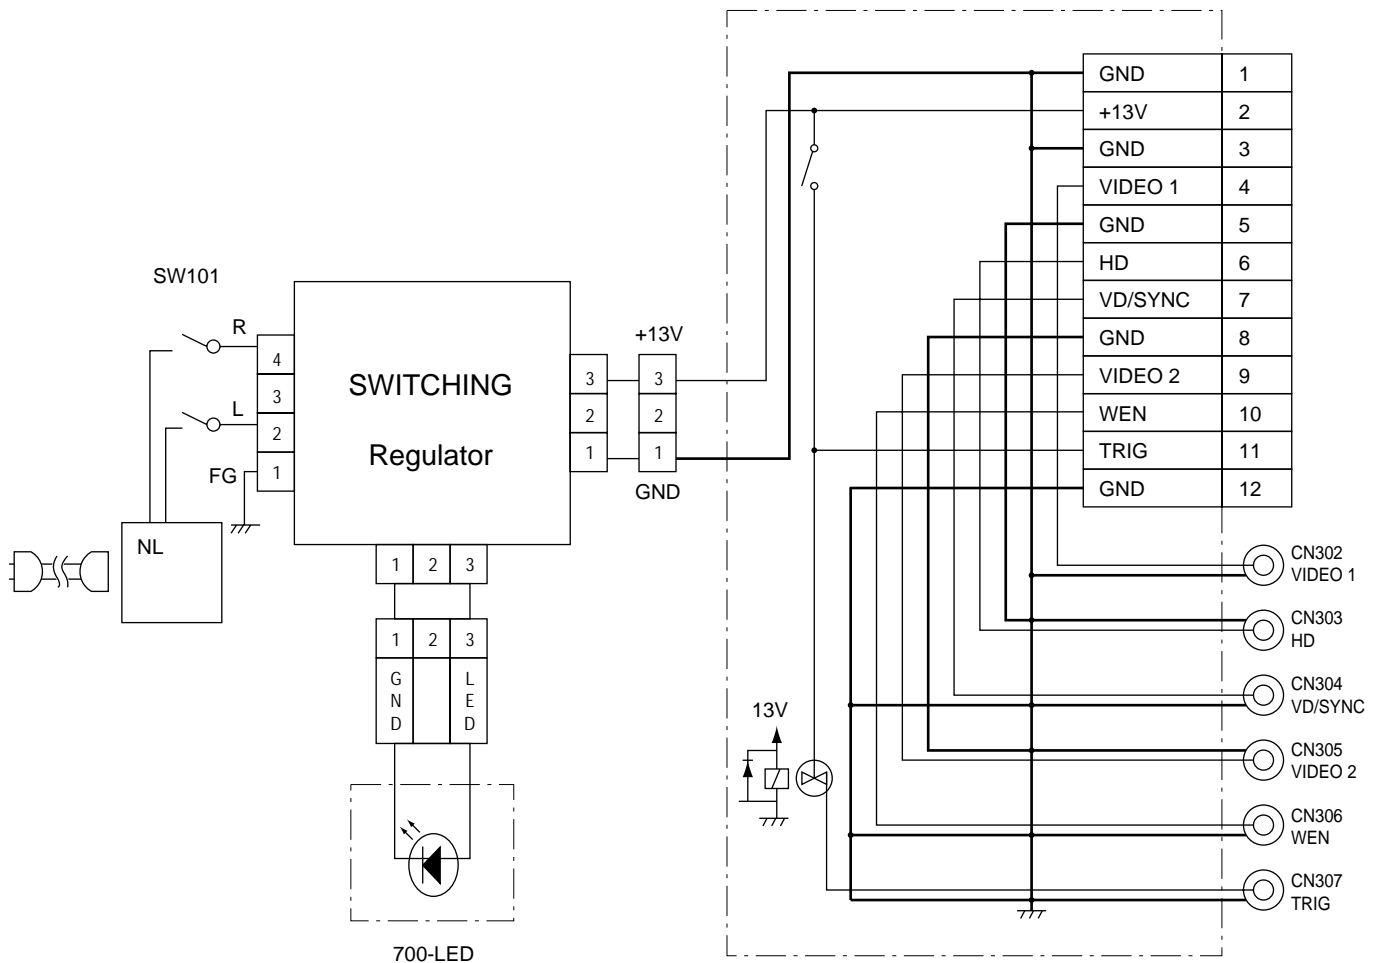 GND 1
+13V 2
GND 3
VIDEO 1 4
GND 5
HD 6
VD/SYNC 7
GND 8
VIDEO 2 9
WEN 10
TRIG 11
GND 12
SW101
R
L
FG
4
3
2
1
SWITCHING
Regulator
3
2
1
+13V
3
2
1
GND
NL
1 2 3
1 2 3
GND
LED
700-LED
13V
CN302
VIDEO 1
CN303
HD
CN304
VD/SYNC
CN305
VIDEO 2
CN306
WEN
CN307
TRIG